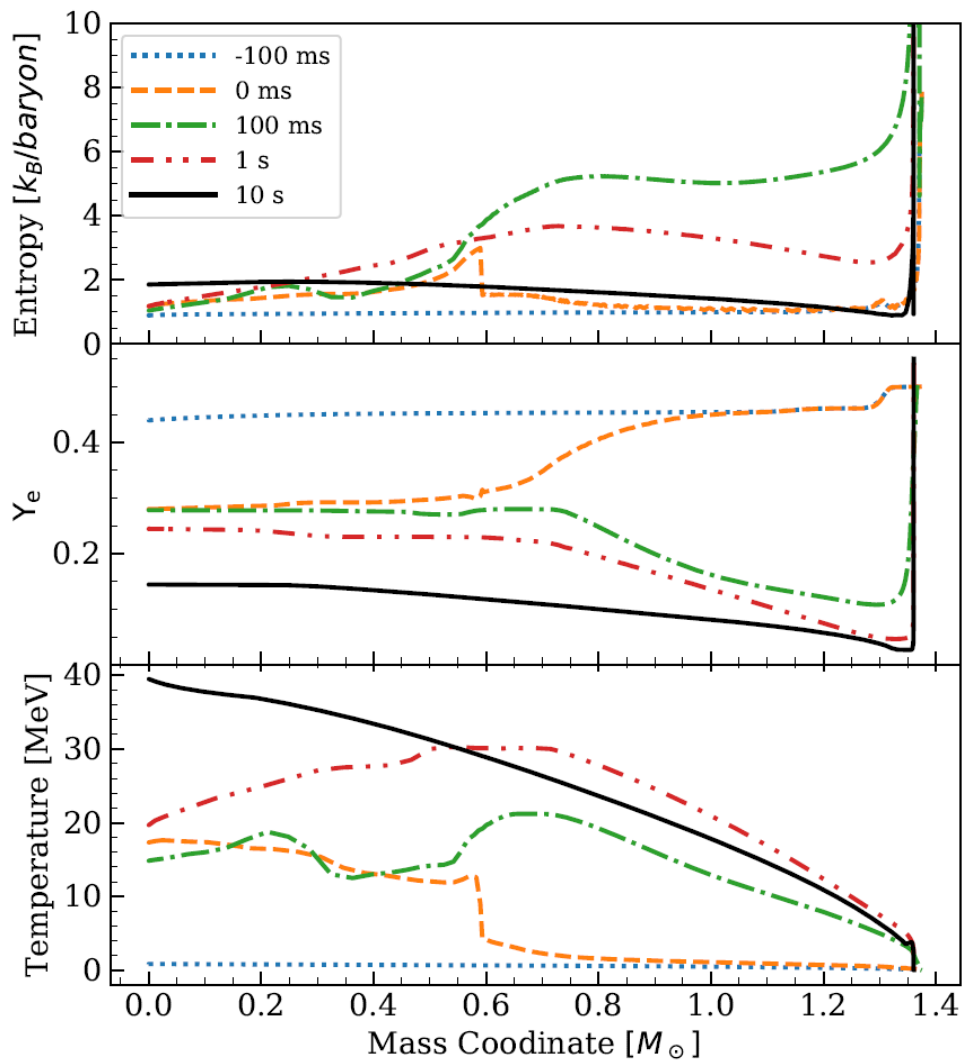 10
8
6
4
2
0
Entropy [k_B/baryon]
-100 ms
0 ms
100 ms
1 s
10 s
0.4
0.2
Y_e
40
30
20
10
0
Temperature [MeV]
0.0 0.2 0.4 0.6 0.8 1.0 1.2 1.4
Mass Coodinate [M_⊙]